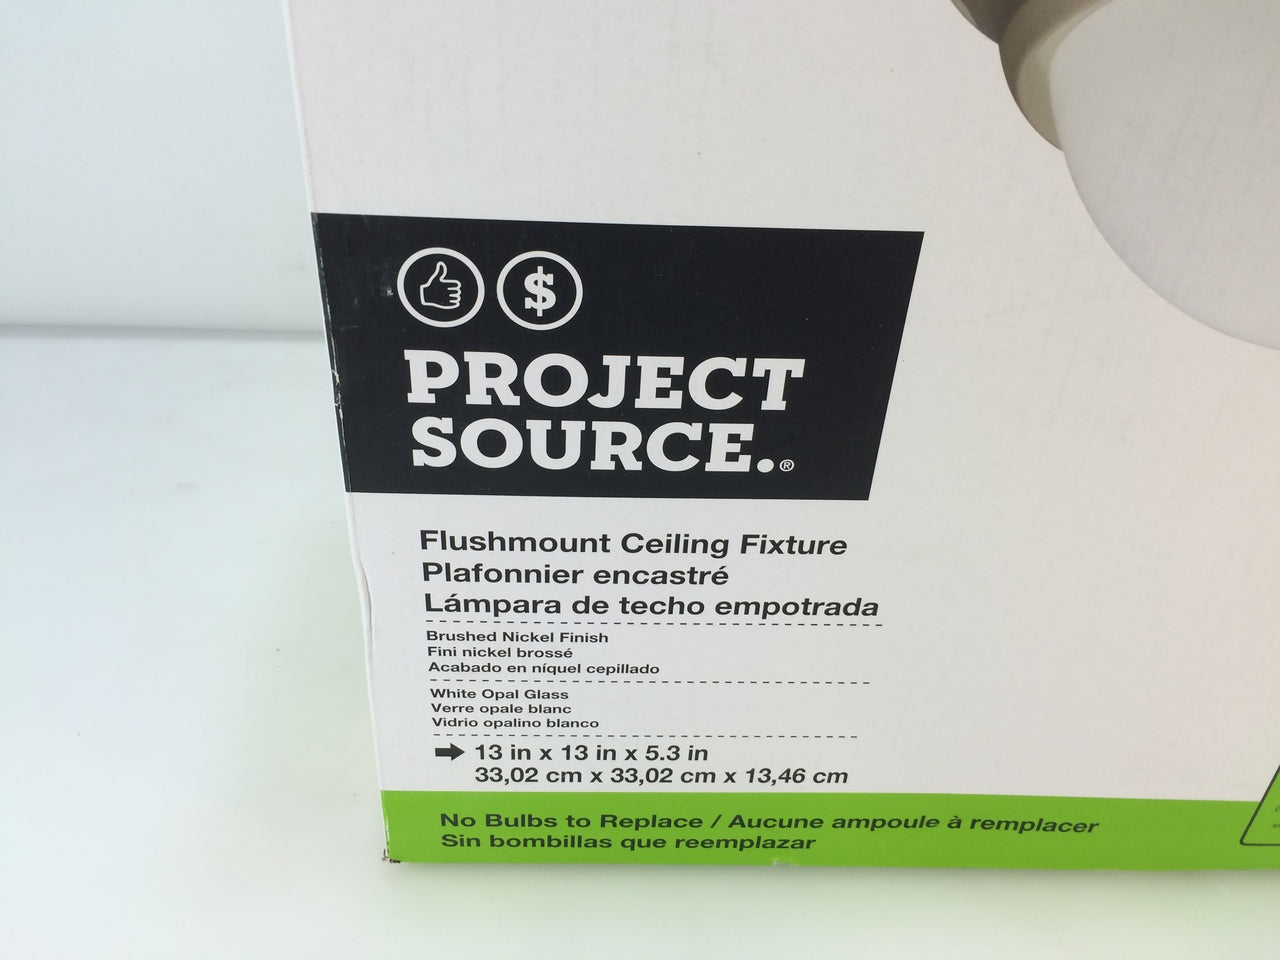 $
PROJECT
SOURCE.®
Flushmount Ceiling Fixture
Plafonnier encastré
Lámpara de techo empotrada
Brushed Nickel Finish
Fini nickel brossé
Acabado en níquel cepillado
White Opal Glass
Verre opale blanc
Vidrio opalino blanco
13 in x 13 in x 5.3 in
33,02 cm x 33,02 cm x 13,46 cm
No Bulbs to Replace / Aucune ampoule à remplacer
Sin bombillas que reemplazar